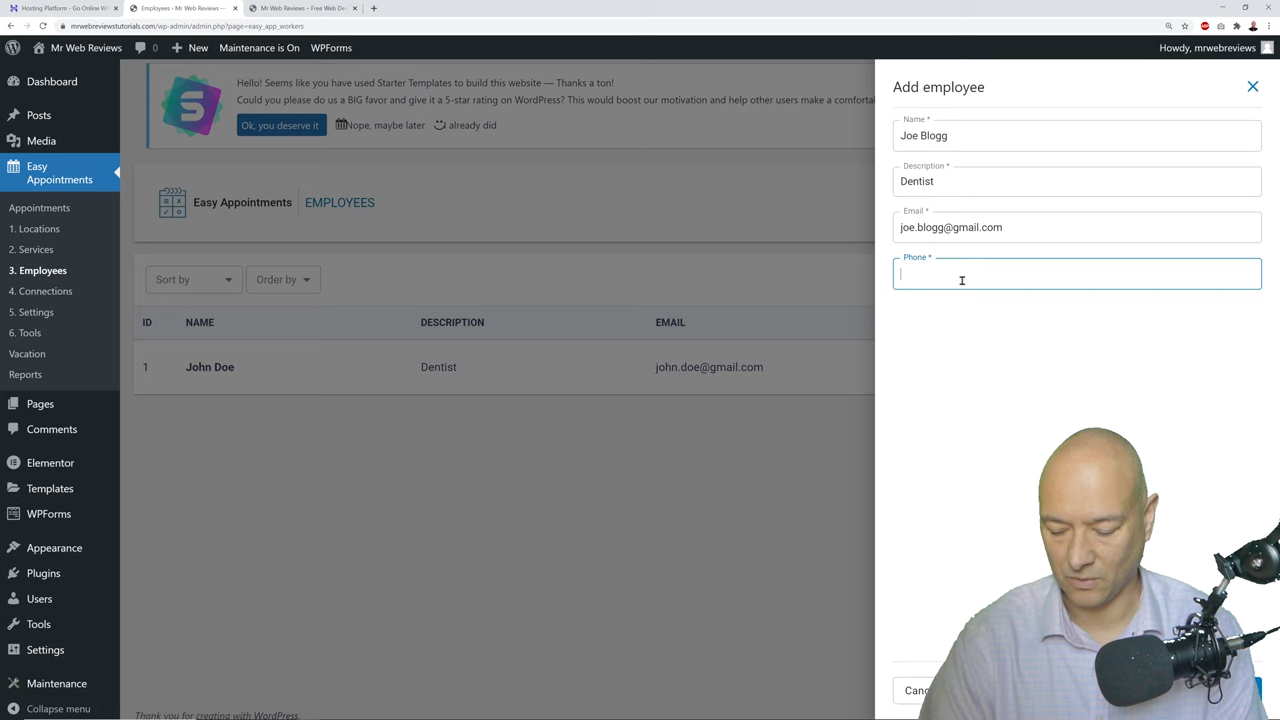 Hosting Platform - Go Online W
Employees ‹ Mr Web Reviews —
Mr Web Reviews – Free Web De
mrwebreviewstutorials.com/wp-admin/admin.php?page=easy_app_workers
Mr Web Reviews
0
New
Maintenance is On
WPForms
Howdy, mrwebreviews
Dashboard
Posts
Media
Easy
Appointments
Appointments
1. Locations
2. Services
3. Employees
4. Connections
5. Settings
6. Tools
Vacation
Reports
Pages
Comments
Elementor
Templates
WPForms
Appearance
Plugins
Users
Tools
Settings
Maintenance
Collapse menu
Hello! Seems like you have used Starter Templates to build this website — Thanks a ton!
Could you please do us a BIG favor and give it a 5-star rating on WordPress? This would boost our motivation and help other users make a comfortal
Ok, you deserve it
Nope, maybe later
already did
Easy Appointments
EMPLOYEES
Sort by
Order by
ID NAME DESCRIPTION EMAIL
1 John Doe Dentist john.doe@gmail.com
Thank you for creating with WordPress.
Add employee
Name *
Joe Blogg
Description *
Dentist
Email *
joe.blogg@gmail.com
Phone *
Canc